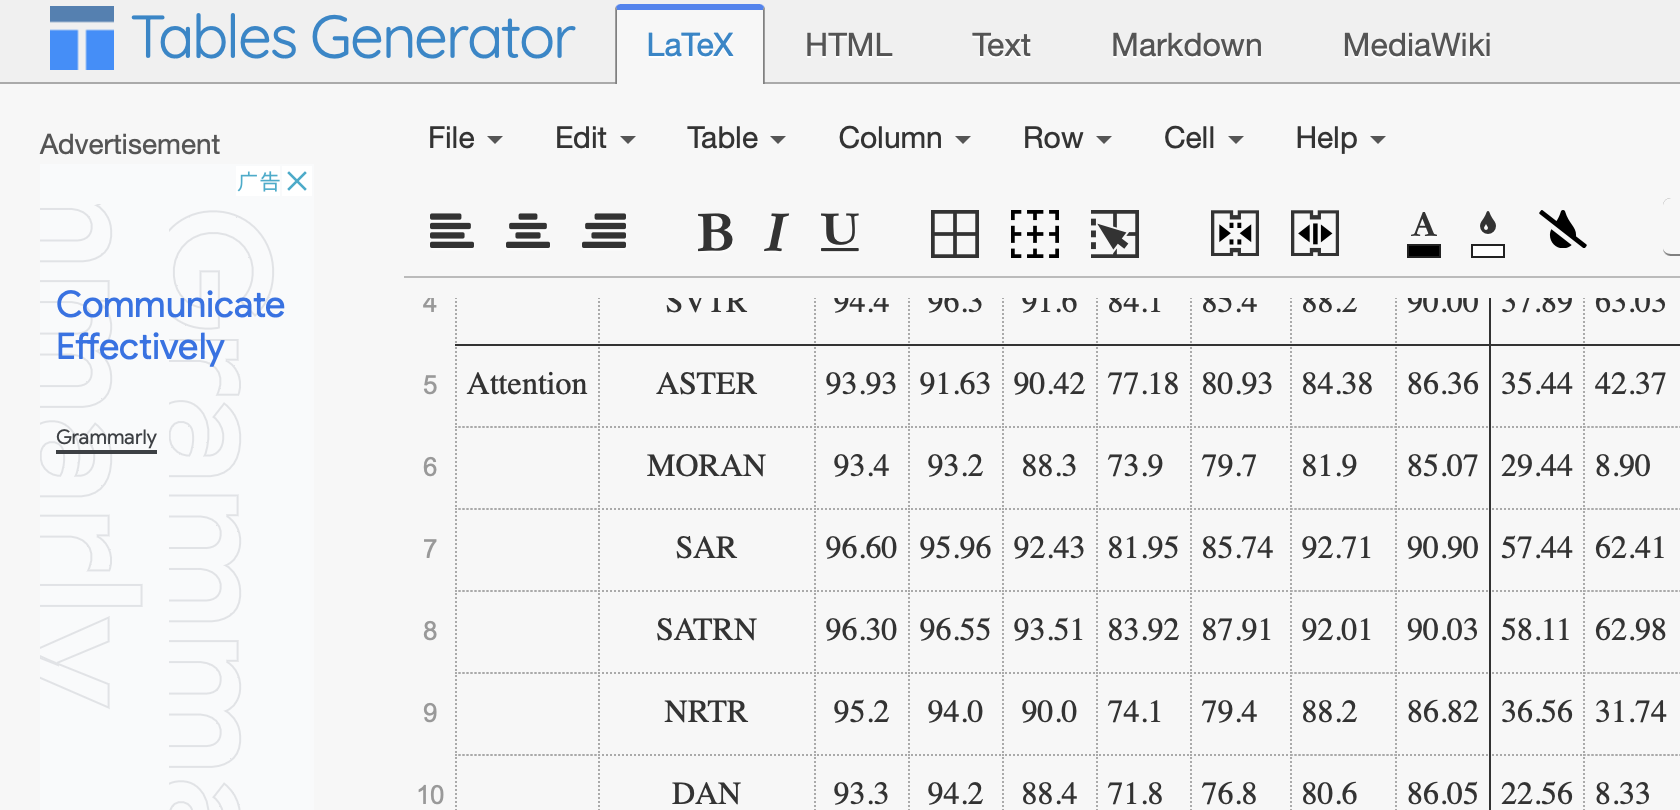 Tables Generator LaTeX HTML Text Markdown MediaWiki
Advertisement
广告
Communicate
Effectively
Grammarly
Grammarly
Grammarly
File Edit Table Column Row Cell Help
B I U A
4 SVTR 94.4 96.3 91.6 84.1 85.4 88.2 90.00 37.89 63.03
5 Attention ASTER 93.93 91.63 90.42 77.18 80.93 84.38 86.36 35.44 42.37
6 MORAN 93.4 93.2 88.3 73.9 79.7 81.9 85.07 29.44 8.90
7 SAR 96.60 95.96 92.43 81.95 85.74 92.71 90.90 57.44 62.41
8 SATRN 96.30 96.55 93.51 83.92 87.91 92.01 90.03 58.11 62.98
9 NRTR 95.2 94.0 90.0 74.1 79.4 88.2 86.82 36.56 31.74
10 DAN 93.3 94.2 88.4 71.8 76.8 80.6 86.05 22.56 8.33